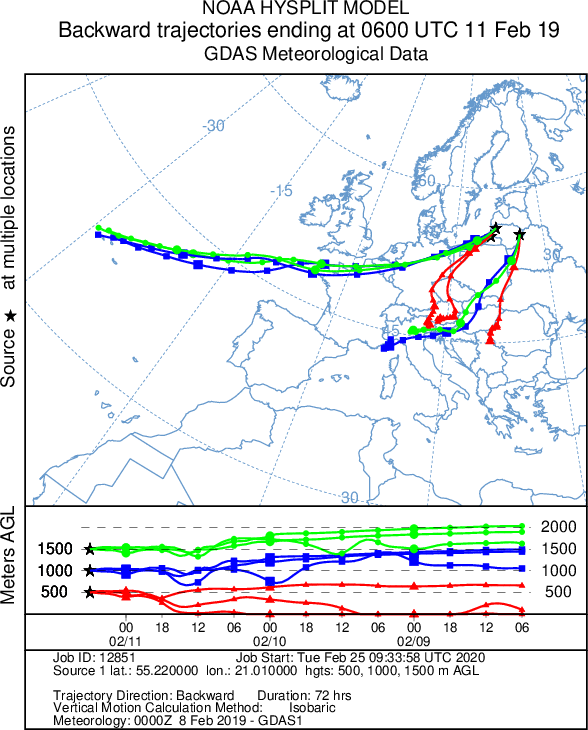 NOAA HYSPLIT MODEL
Backward trajectories ending at 0600 UTC 11 Feb 19
GDAS Meteorological Data
Source ★ at multiple locations
-30
-15
60
30
45
30
Meters AGL
1500
1000
500
2000
1500
1000
500
00 18 12 06 00 18 12 06 00 18 12 06
02/11 02/10 02/09
Job ID: 12851 Job Start: Tue Feb 25 09:33:58 UTC 2020
Source 1 lat.: 55.220000 lon.: 21.010000 hgts: 500, 1000, 1500 m AGL
Trajectory Direction: Backward Duration: 72 hrs
Vertical Motion Calculation Method: Isobaric
Meteorology: 0000Z 8 Feb 2019 - GDAS1